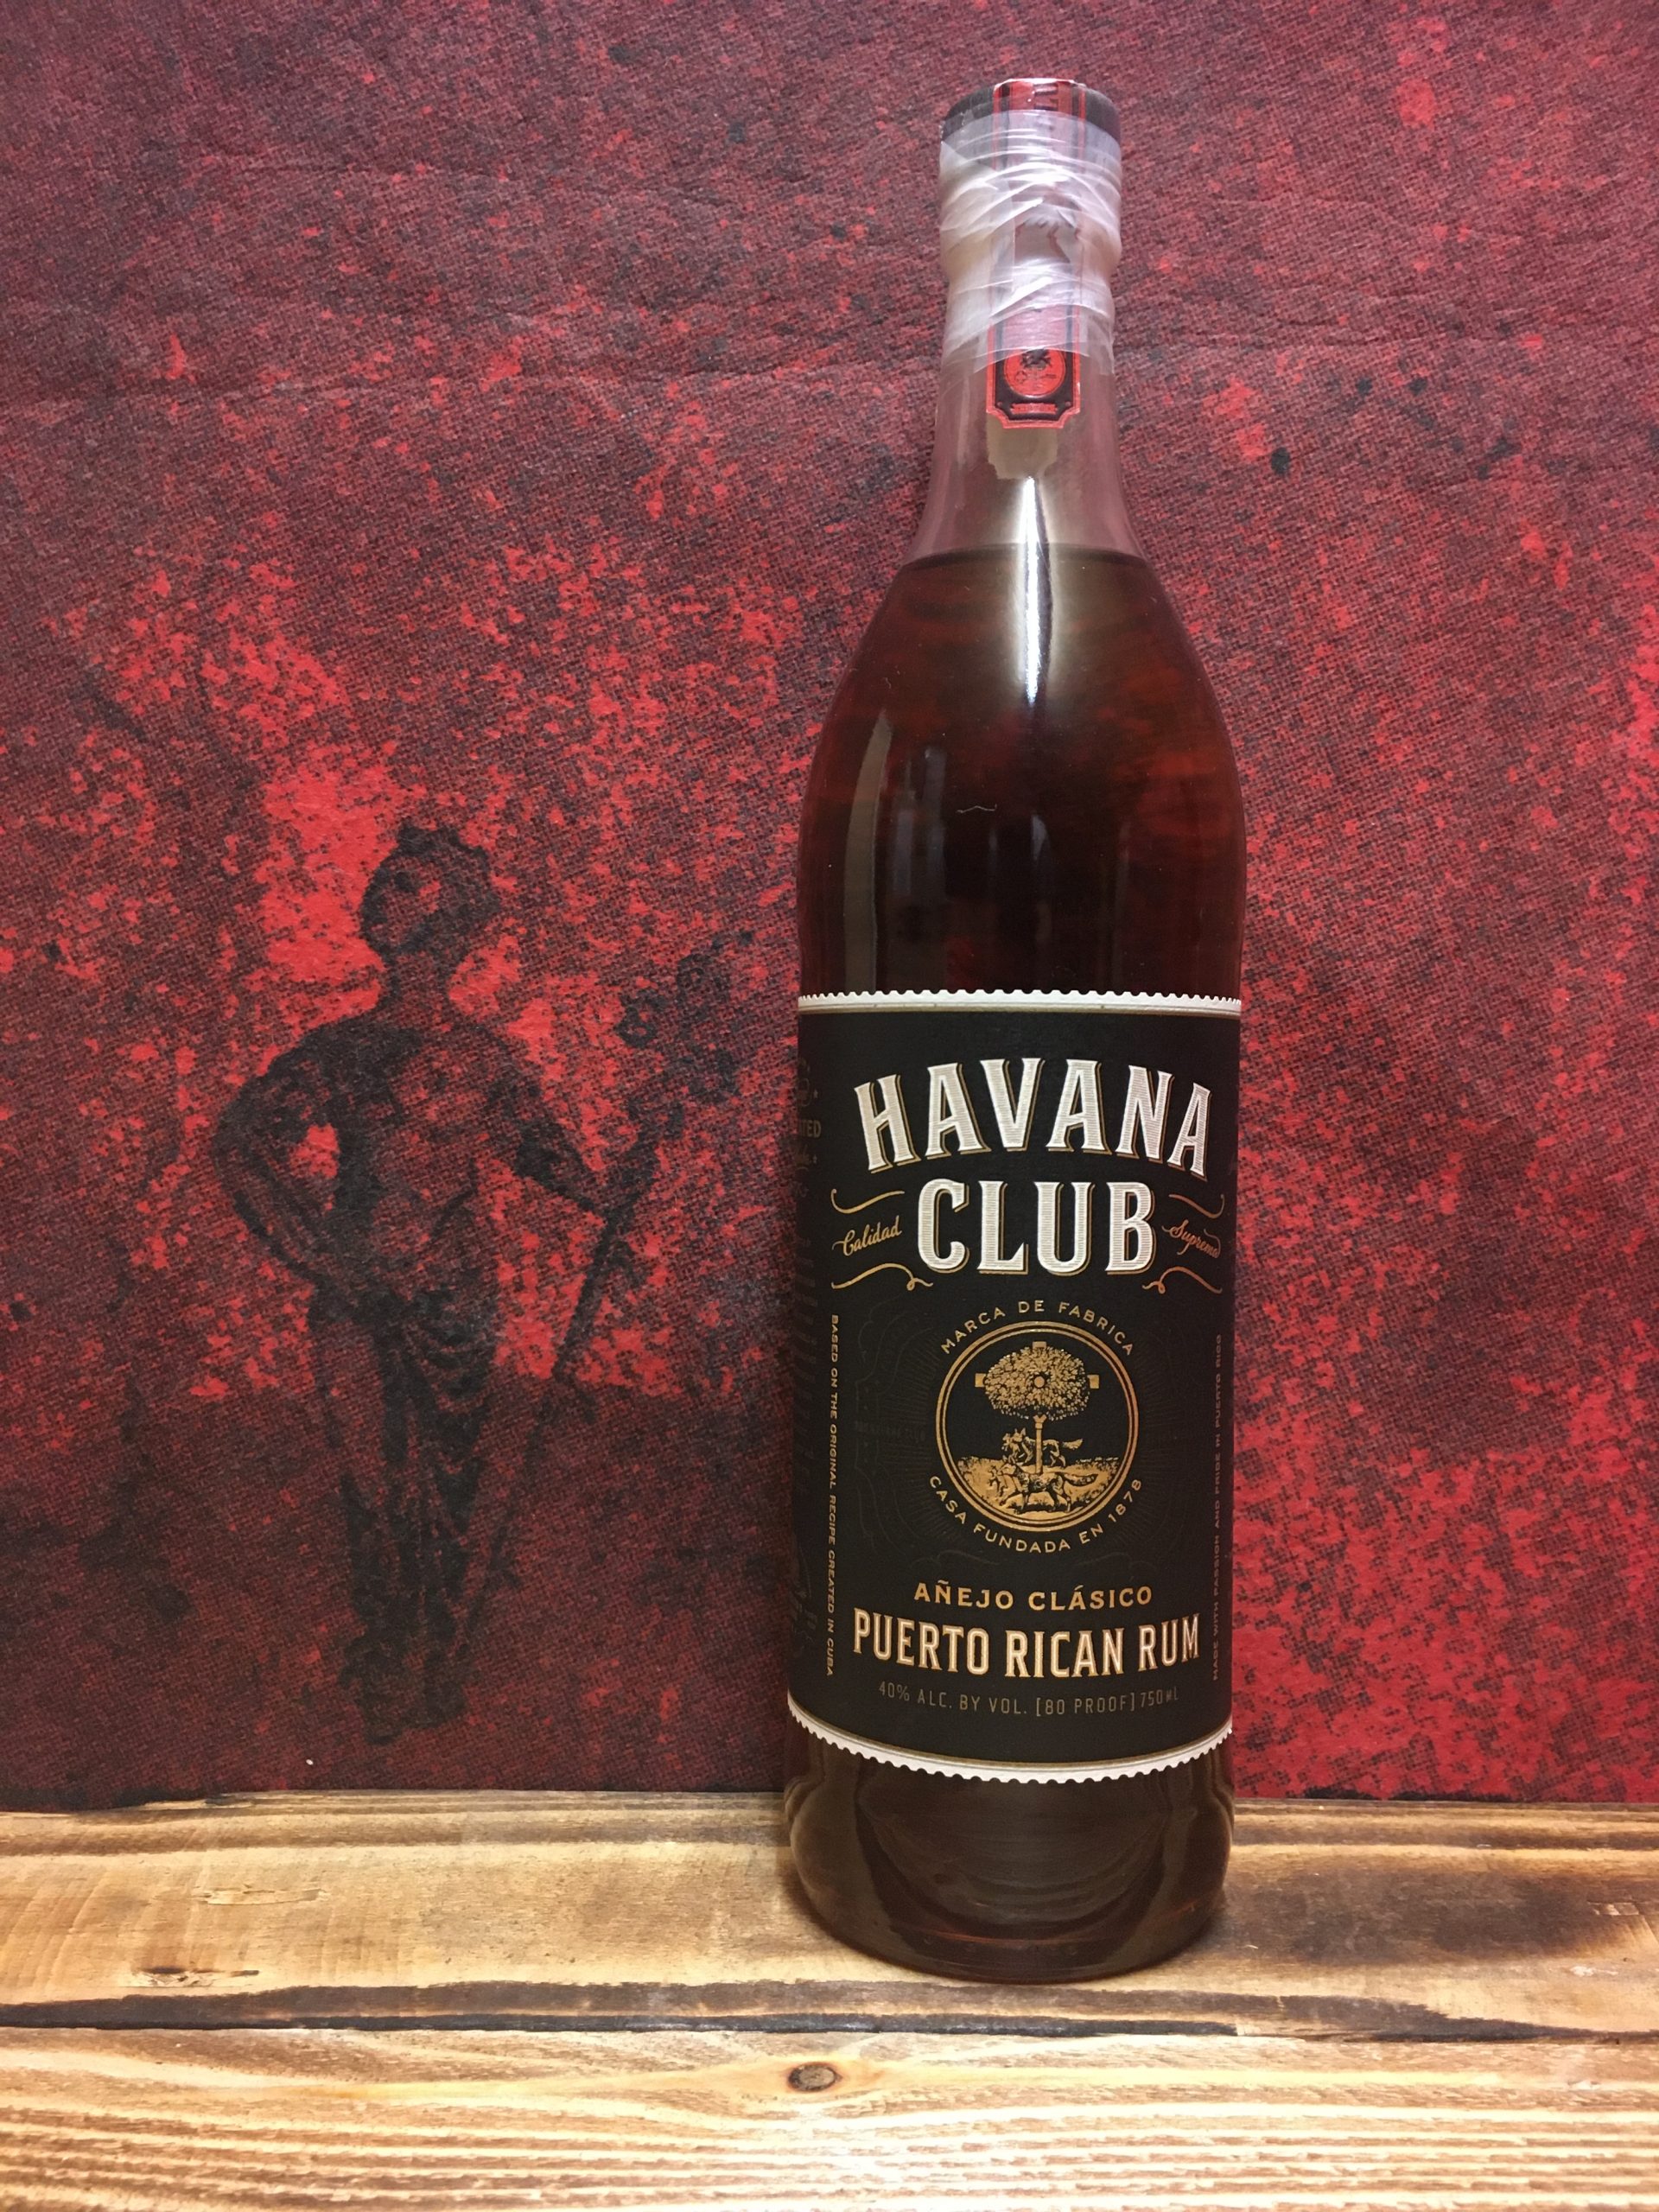 HAVANA
CLUB
Calidad
Suprema
MARCA DE FABRICA
CASA FUNDADA EN 1878
BASED ON THE ORIGINAL RECIPE CREATED IN CUBA
MADE WITH PASSION AND PRIDE IN PUERTO RICO
AÑEJO CLÁSICO
PUERTO RICAN RUM
40% ALC. BY VOL. [80 PROOF] 750ML